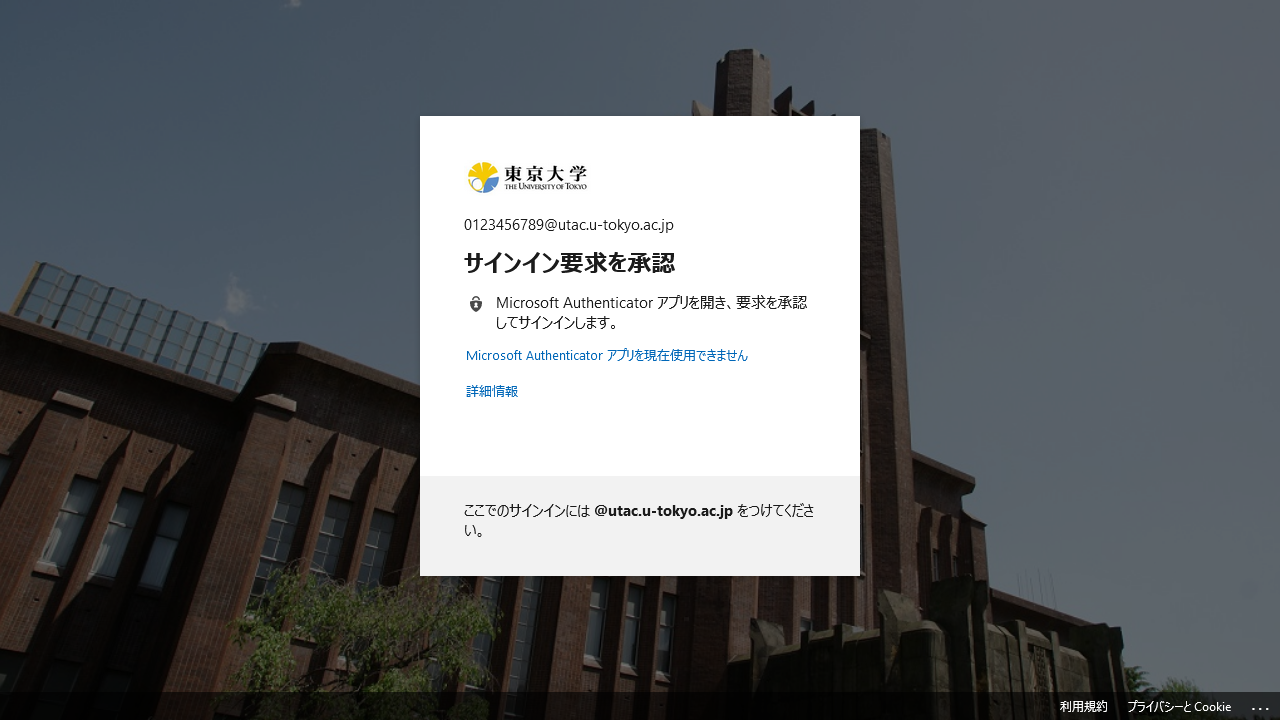 東京大学
THE UNIVERSITY OF TOKYO
0123456789@utac.u-tokyo.ac.jp
サインイン要求を承認
Microsoft Authenticator アプリを開き、要求を承認
してサインインします。
Microsoft Authenticator アプリを現在使用できません
詳細情報
ここでのサインインには @utac.u-tokyo.ac.jp をつけてくださ
い。
利用規約 プライバシーと Cookie ...